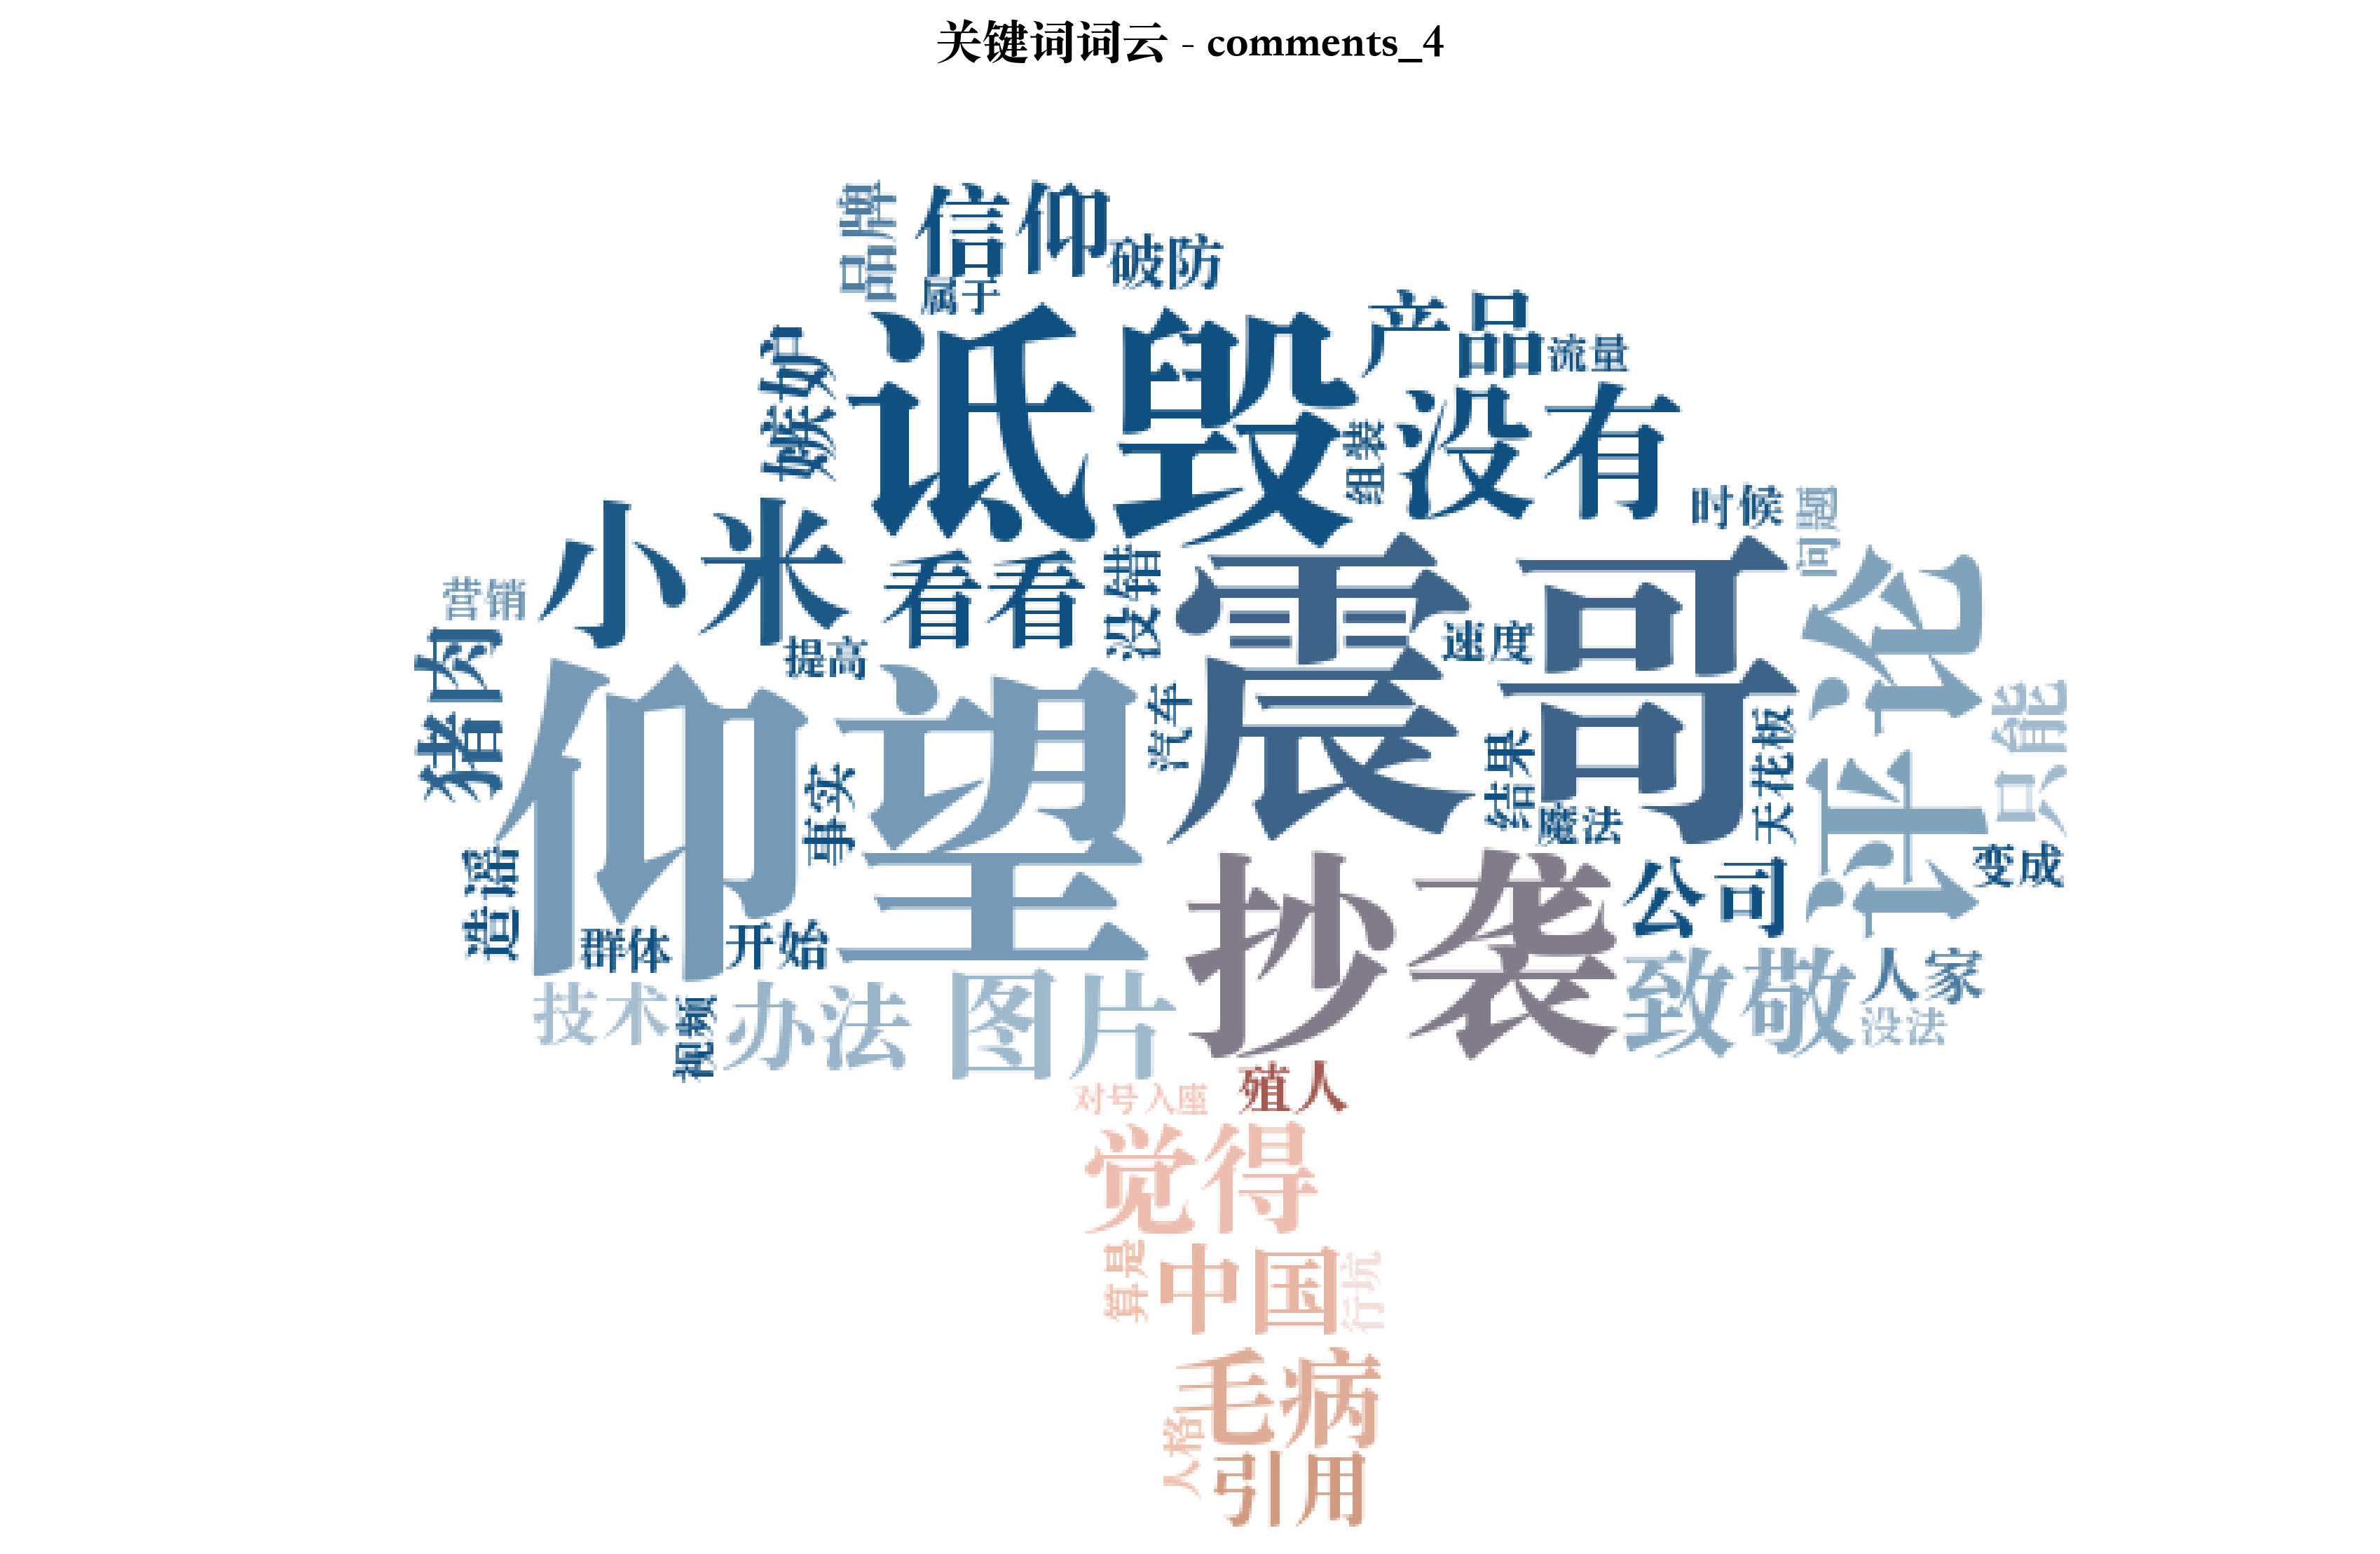 关键词词云 - comments_4
品牌
信仰
破防
属于
产品
流量
嫉妒
诋毁
组装
没有
时候
问题
小米
看看
没错
震哥
速度
评论
营销
提高
猪肉
仰望
汽车
只能
事实
结果
魔法
天花板
造谣
抄袭
公司
变成
群体
开始
致敬
人家
技术
视频
办法
图片
没法
对号入座
殖人
觉得
算是
中国
行坑
毛病
人格
引用